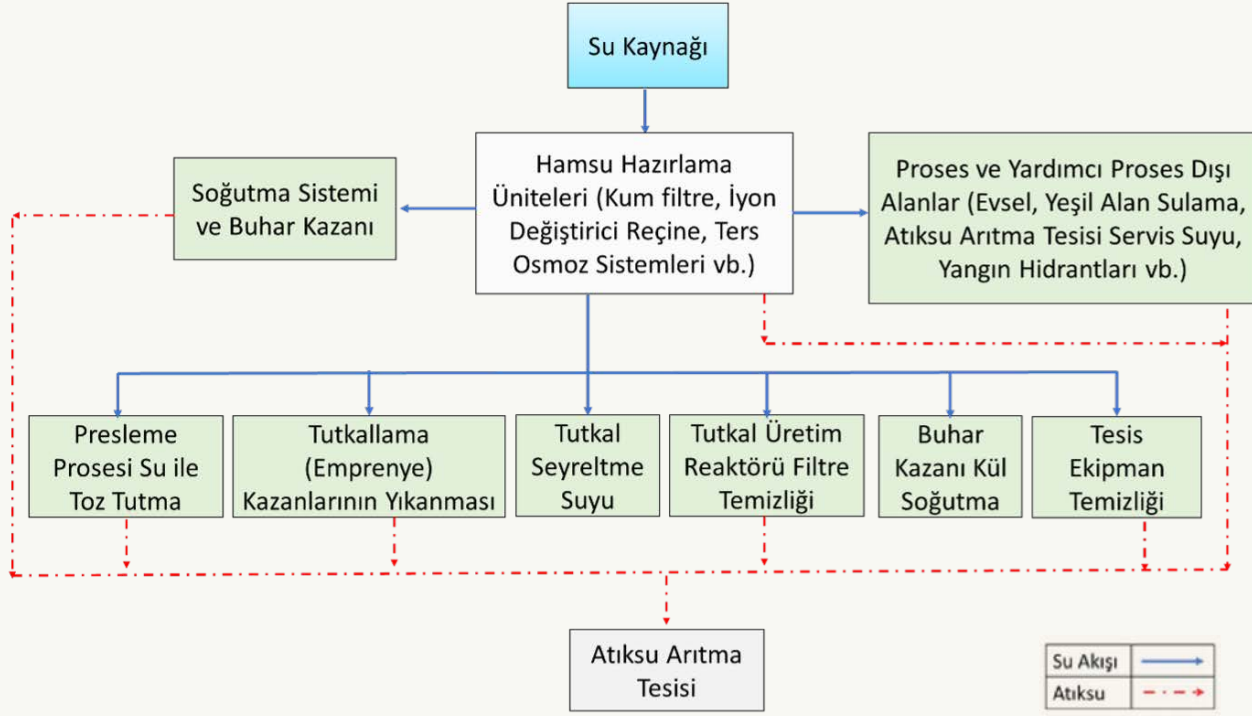 Su Kaynağı
Hamsu Hazırlama
Üniteleri (Kum filtre, İyon
Değiştirici Reçine, Ters
Osmoz Sistemleri vb.)
Soğutma Sistemi
ve Buhar Kazanı
Proses ve Yardımcı Proses Dışı
Alanlar (Evsel, Yeşil Alan Sulama,
Atıksu Arıtma Tesisi Servis Suyu,
Yangın Hidrantları vb.)
Presleme
Prosesi Su ile
Toz Tutma
Tutkallama
(Emprenye)
Kazanlarının Yıkanması
Tutkal
Seyreltme
Suyu
Tutkal Üretim
Reaktörü Filtre
Temizliği
Buhar
Kazanı Kül
Soğutma
Tesis
Ekipman
Temizliği
Atıksu Arıtma
Tesisi
Su Akışı
Atıksu